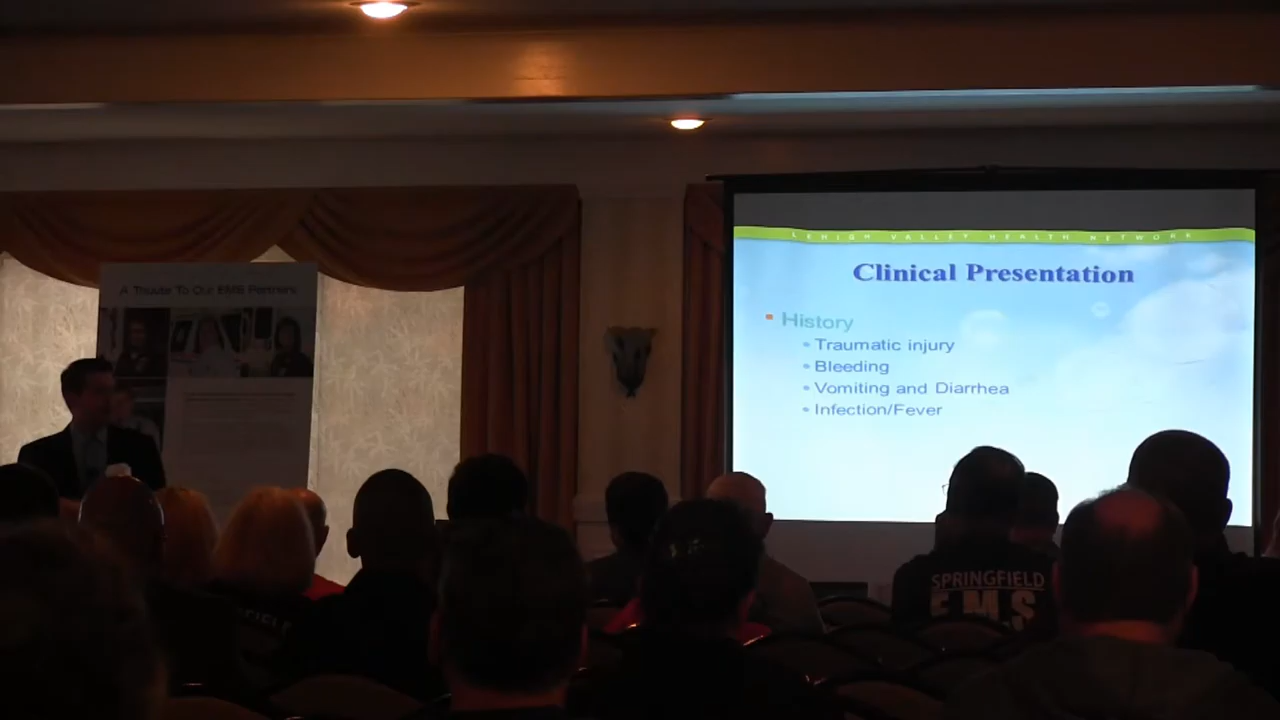 A Tribute To Our EMS Partners
LEHIGH VALLEY HEALTH NETWORK
Clinical Presentation
History
Traumatic injury
Bleeding
Vomiting and Diarrhea
Infection/Fever
SPRINGFIELD
E.M.S